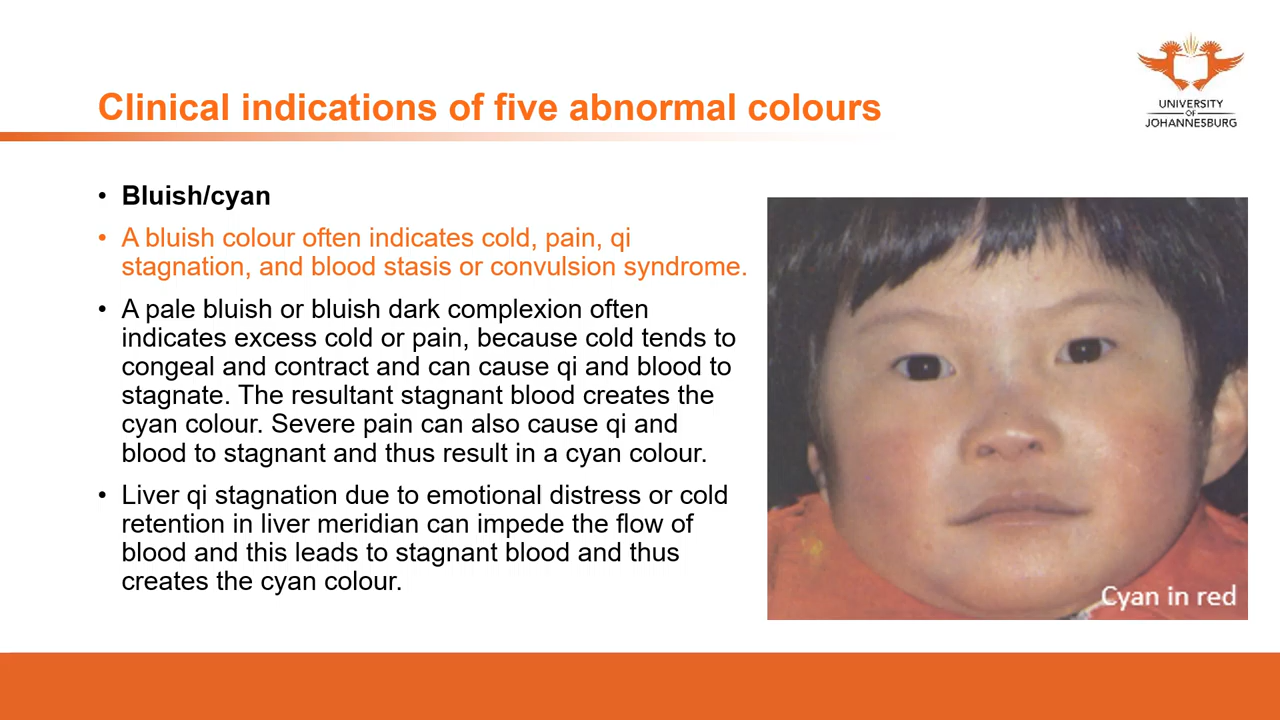 Clinical indications of five abnormal colours
UNIVERSITY
OF
JOHANNESBURG
• Bluish/cyan
• A bluish colour often indicates cold, pain, qi
stagnation, and blood stasis or convulsion syndrome.
• A pale bluish or bluish dark complexion often
indicates excess cold or pain, because cold tends to
congeal and contract and can cause qi and blood to
stagnate. The resultant stagnant blood creates the
cyan colour. Severe pain can also cause qi and
blood to stagnant and thus result in a cyan colour.
• Liver qi stagnation due to emotional distress or cold
retention in liver meridian can impede the flow of
blood and this leads to stagnant blood and thus
creates the cyan colour.
Cyan in red